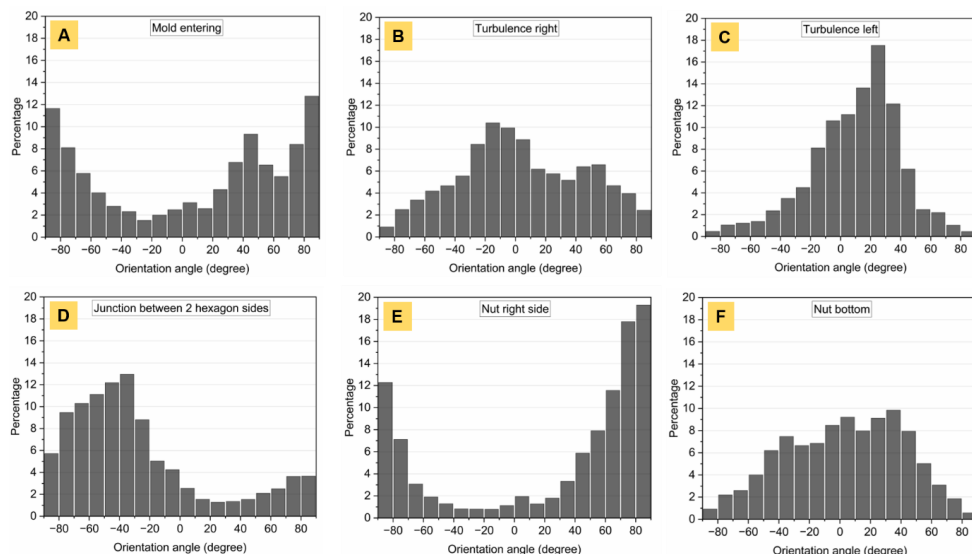 A
Mold entering
20
18
16
14
12
10
8
6
4
2
0
Percentage
−80 −60 −40 −20 0 20 40 60 80
Orientation angle (degree)
B
Turbulence right
20
18
16
14
12
10
8
6
4
2
0
Percentage
−80 −60 −40 −20 0 20 40 60 80
Orientation angle (degree)
C
Turbulence left
20
18
16
14
12
10
8
6
4
2
0
Percentage
−80 −60 −40 −20 0 20 40 60 80
Orientation angle (degree)
D
Junction between 2 hexagon sides
20
18
16
14
12
10
8
6
4
2
0
Percentage
−80 −60 −40 −20 0 20 40 60 80
Orientation angle (degree)
E
Nut right side
20
18
16
14
12
10
8
6
4
2
0
Percentage
−80 −60 −40 −20 0 20 40 60 80
Orientation angle (degree)
F
Nut bottom
20
18
16
14
12
10
8
6
4
2
0
Percentage
−80 −60 −40 −20 0 20 40 60 80
Orientation angle (degree)